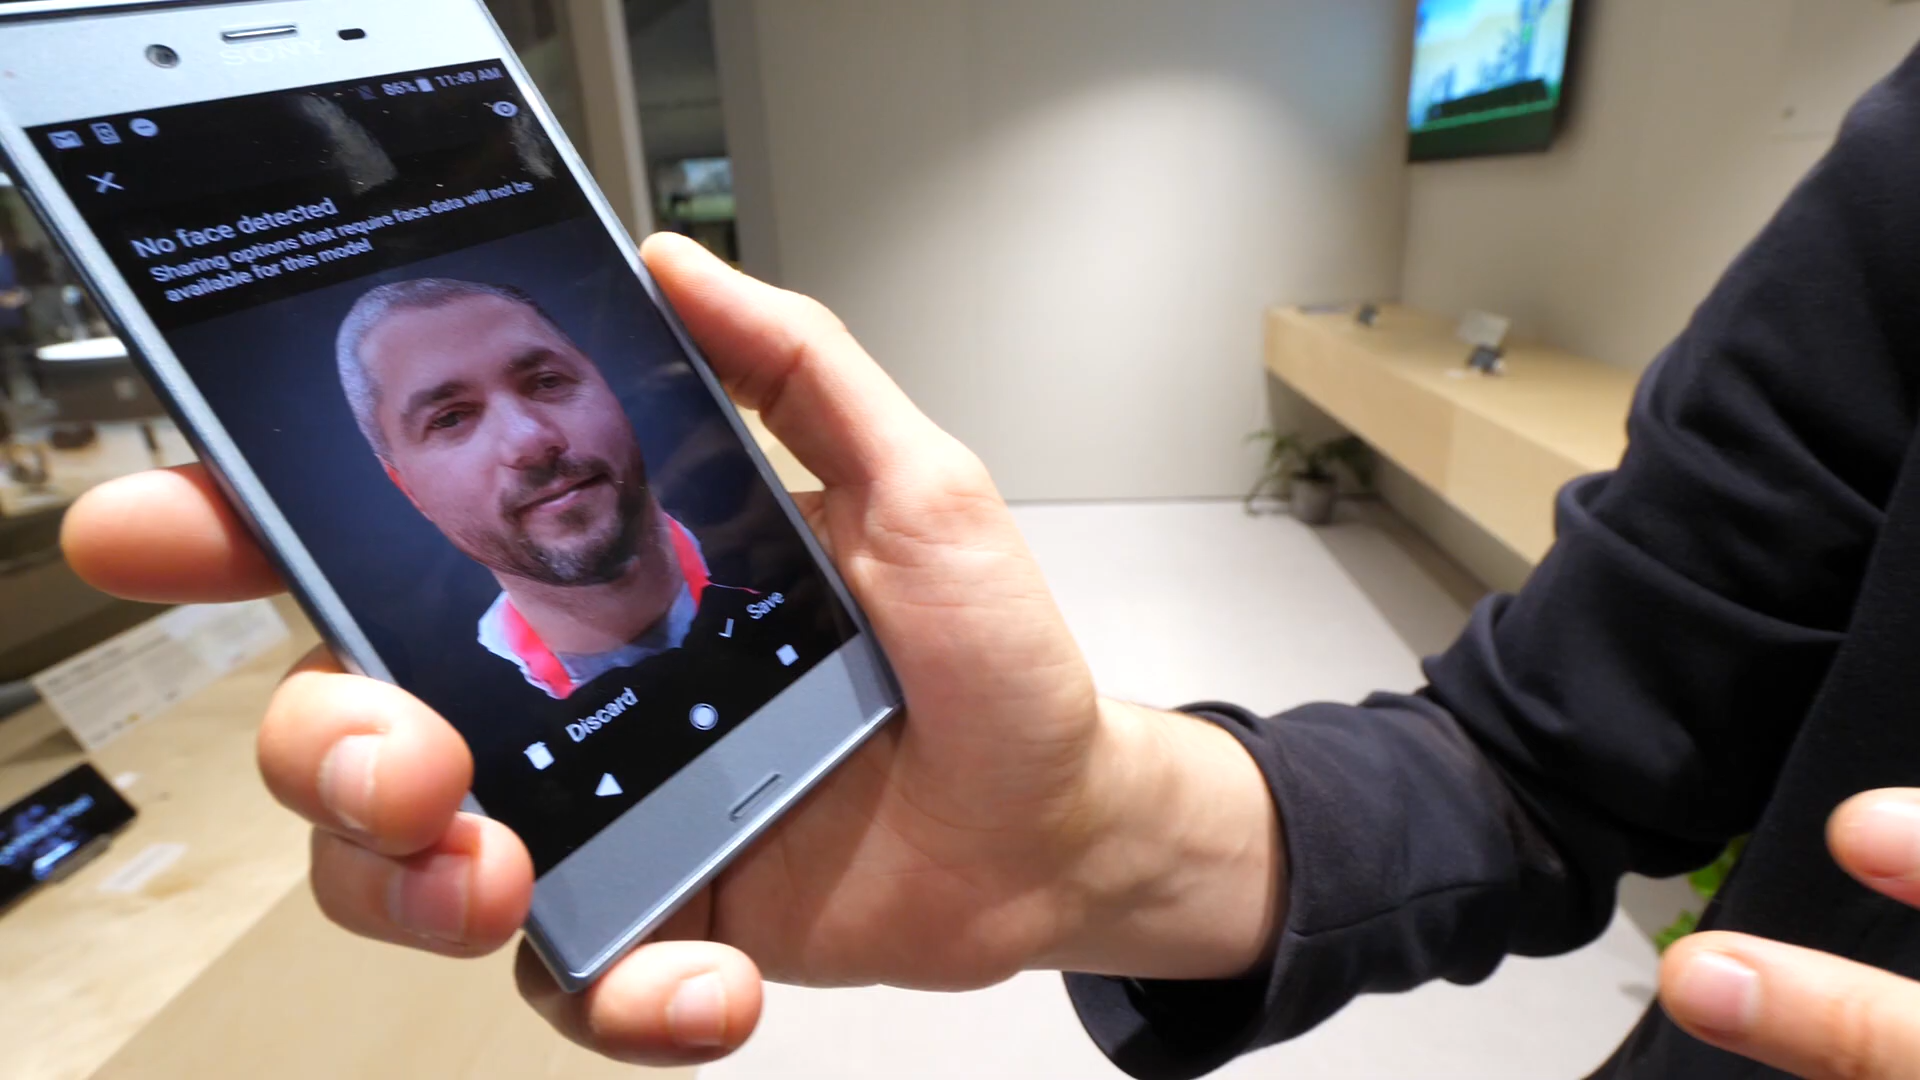 SONY
86% 11:49 AM
No face detected
Sharing options that require face data will not be
available for this model
Save
Discard